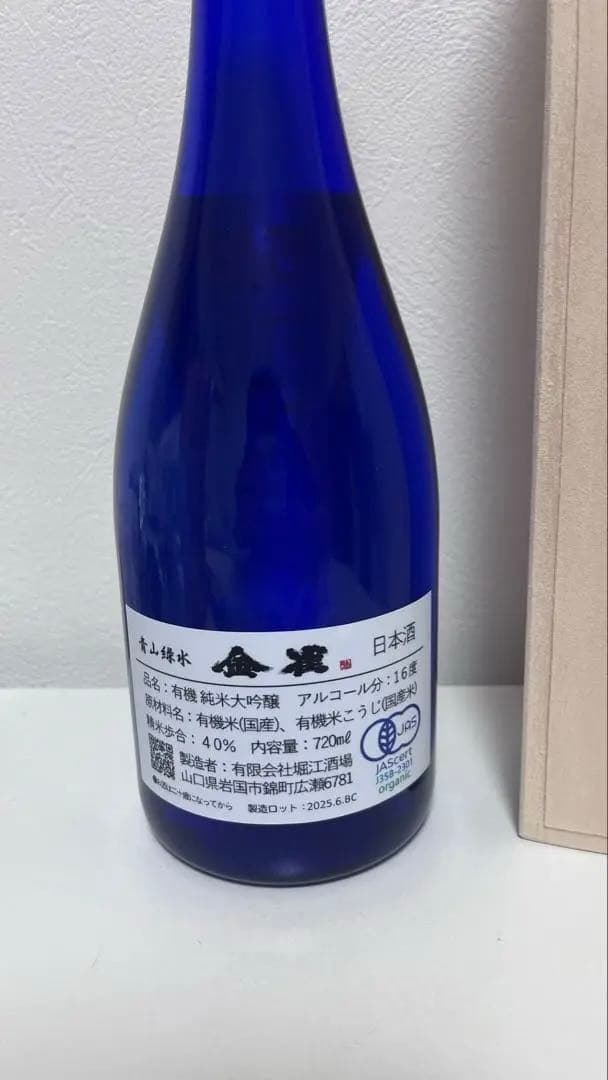 青山緑水 金雀 日本酒
品名：有機 純米大吟醸 アルコール分：16度
原材料名：有機米(国産)、有機米こうじ(国産米)
精米歩合：40% 内容量：720mℓ
製造者：有限会社堀江酒場
山口県岩国市錦町広瀬6781
●お酒は二十歳になってから 製造ロット：2025.6.BC
JAS
JAScert
J358-2301
organic